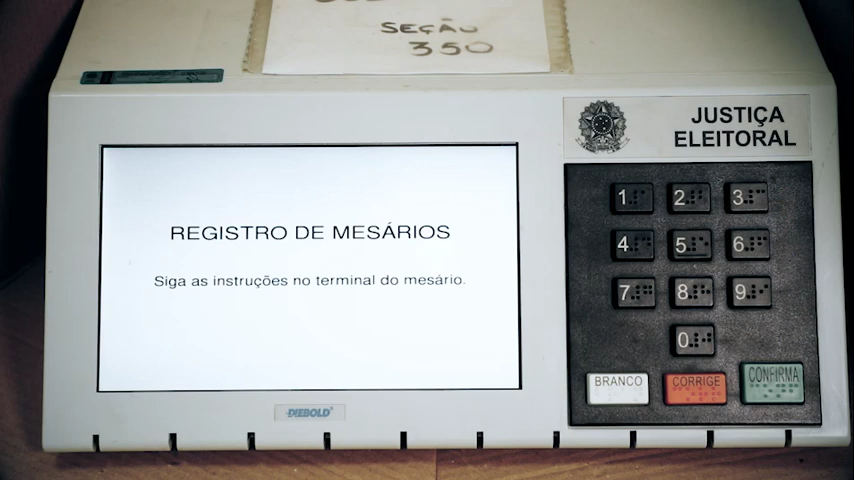 SEÇÃO
350
JUSTIÇA
ELEITORAL
REGISTRO DE MESÁRIOS
Siga as instruções no terminal do mesário.
1 2 3
4 5 6
7 8 9
0
BRANCO CORRIGE CONFIRMA
DIEBOLD